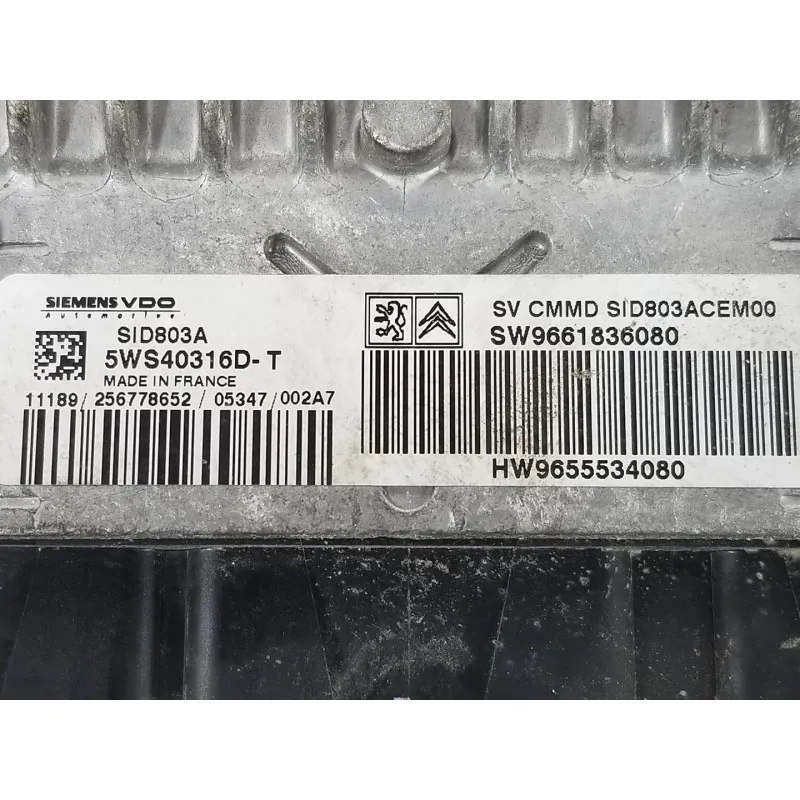 SIEMENS VDO
Automotive
SID803A
5WS40316D-T
MADE IN FRANCE
11189/256778652/05347/002A7
SV CMMD SID803ACEM00
SW9661836080
HW9655534080